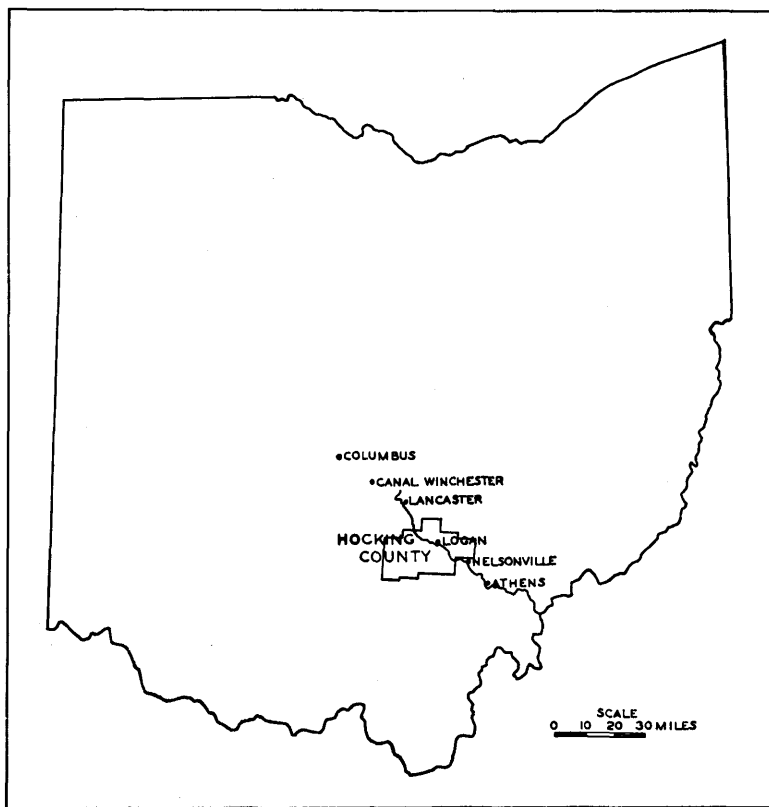 COLUMBUS
CANAL WINCHESTER
LANCASTER
HOCKING
LOGAN
COUNTY
NELSONVILLE
ATHENS
SCALE
0 10 20 30 MILES